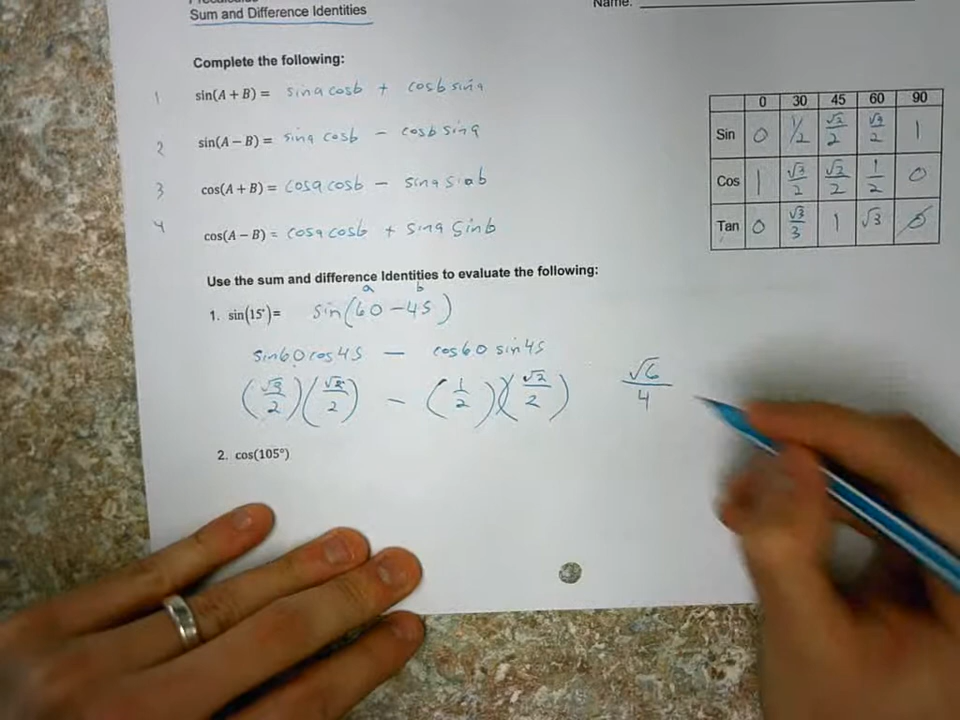 Sum and Difference Identities
Name:
Complete the following:
1 sin(A + B) = sina cosb + cosb sina
2 sin(A − B) = sina cosb − cosb sina
3 cos(A + B) = cosa cosb − sina sinb
4 cos(A − B) = cosa cosb + sina sinb
0 30 45 60 90
Sin 0 1/2 √2/2 √3/2 1
Cos 1 √3/2 √2/2 1/2 0
Tan 0 √3/3 1 √3 ∅
Use the sum and difference Identities to evaluate the following:
a b
1. sin(15°)= sin(60 − 45)
sin60 cos45 − cos60 sin45
(√3/2)(√2/2) − (1/2)(√2/2) √6/4
2. cos(105°)